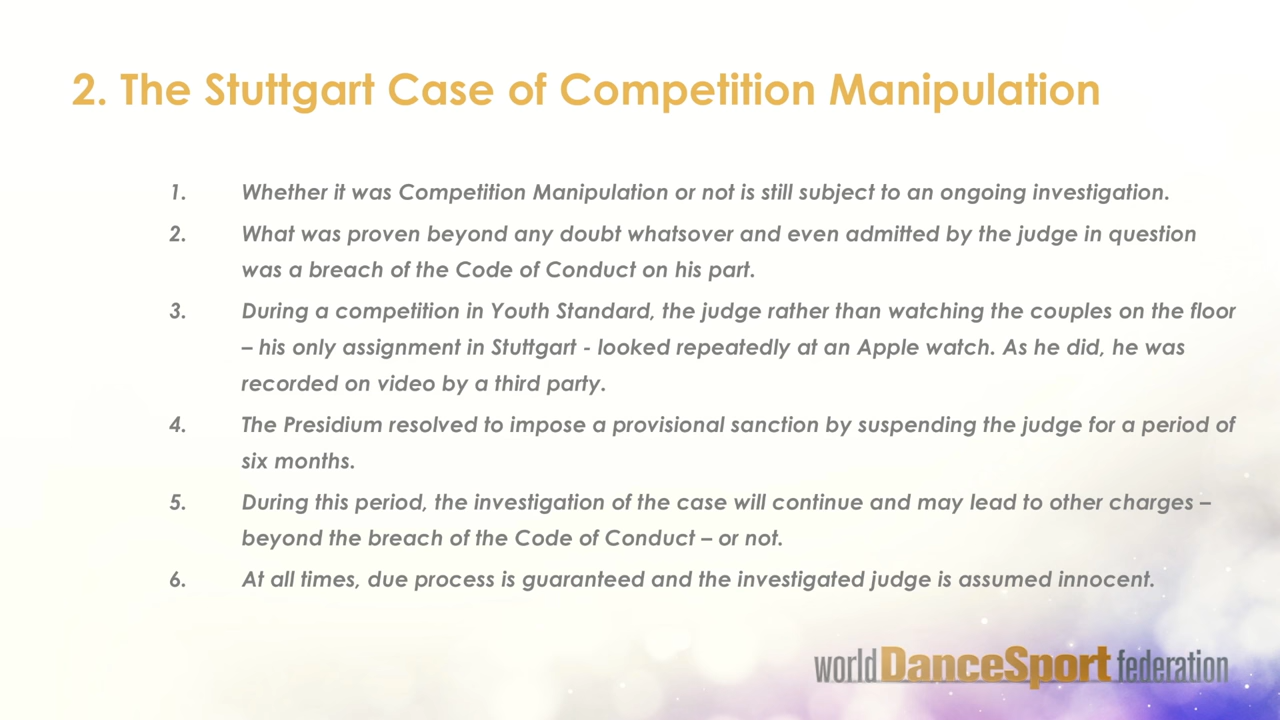 2. The Stuttgart Case of Competition Manipulation
1. Whether it was Competition Manipulation or not is still subject to an ongoing investigation.
2. What was proven beyond any doubt whatsover and even admitted by the judge in question
was a breach of the Code of Conduct on his part.
3. During a competition in Youth Standard, the judge rather than watching the couples on the floor
– his only assignment in Stuttgart - looked repeatedly at an Apple watch. As he did, he was
recorded on video by a third party.
4. The Presidium resolved to impose a provisional sanction by suspending the judge for a period of
six months.
5. During this period, the investigation of the case will continue and may lead to other charges –
beyond the breach of the Code of Conduct – or not.
6. At all times, due process is guaranteed and the investigated judge is assumed innocent.
world DanceSport federation